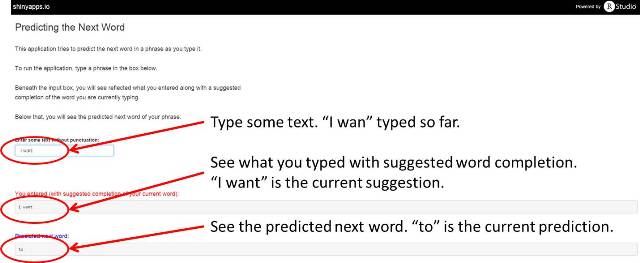 shinyapps.io
Powered by R Studio
Predicting the Next Word
This application tries to predict the next word in a phrase as you type it.
To run the application, type a phrase in the box below.
Beneath the input box, you will see reflected what you entered along with a suggested
completion of the word you are currently typing.
Below that, you will see the predicted next word of your phrase.
Enter some text without punctuation:
I wan
Type some text. “I wan” typed so far.
See what you typed with suggested word completion.
“I want” is the current suggestion.
You entered (with suggested completion of your current word):
I want
See the predicted next word. “to” is the current prediction.
Predicted next word:
to